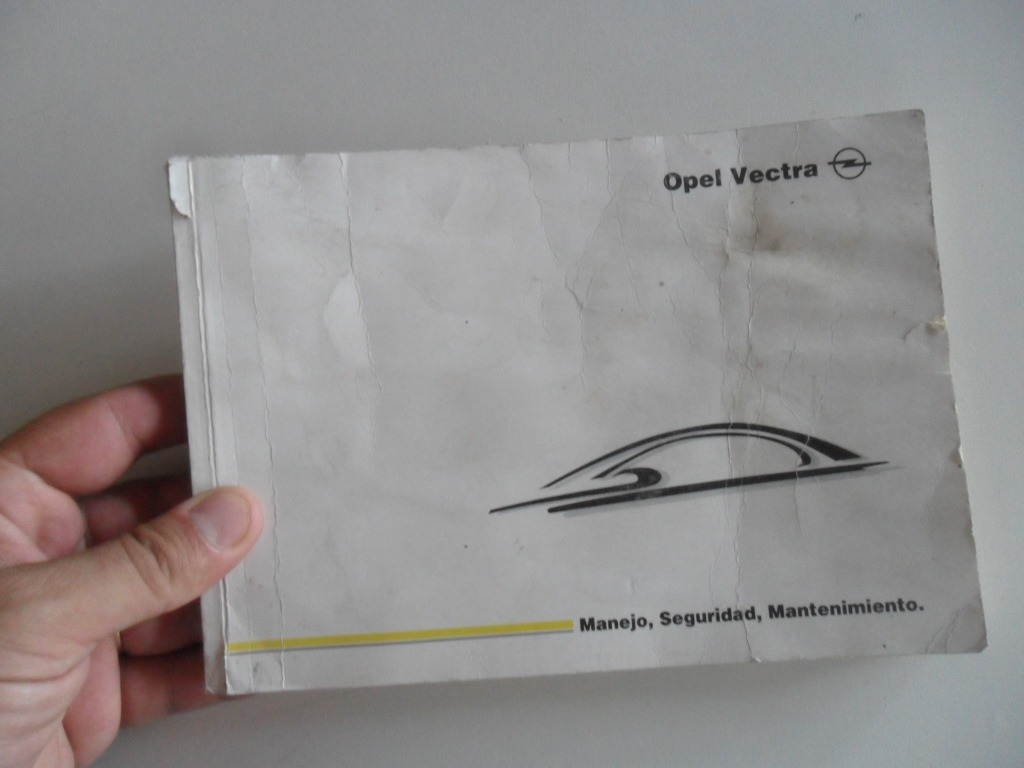 Opel Vectra
Manejo, Seguridad, Mantenimiento.